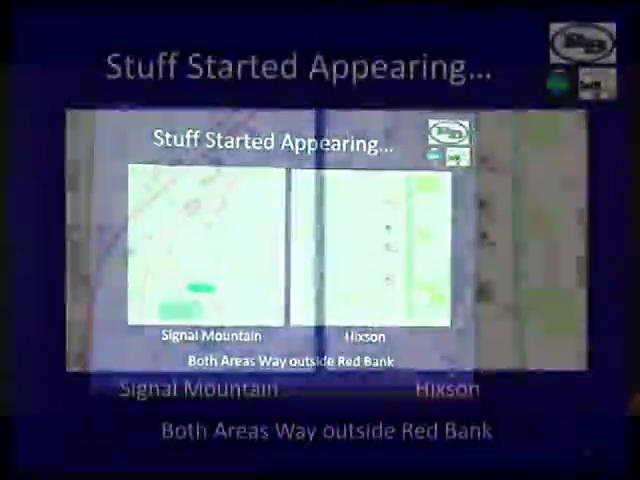 Stuff Started Appearing...
Stuff Started Appearing...
Signal Mountain
Hixson
Both Areas Way outside Red Bank
Signal Mountain
Hixson
Both Areas Way outside Red Bank